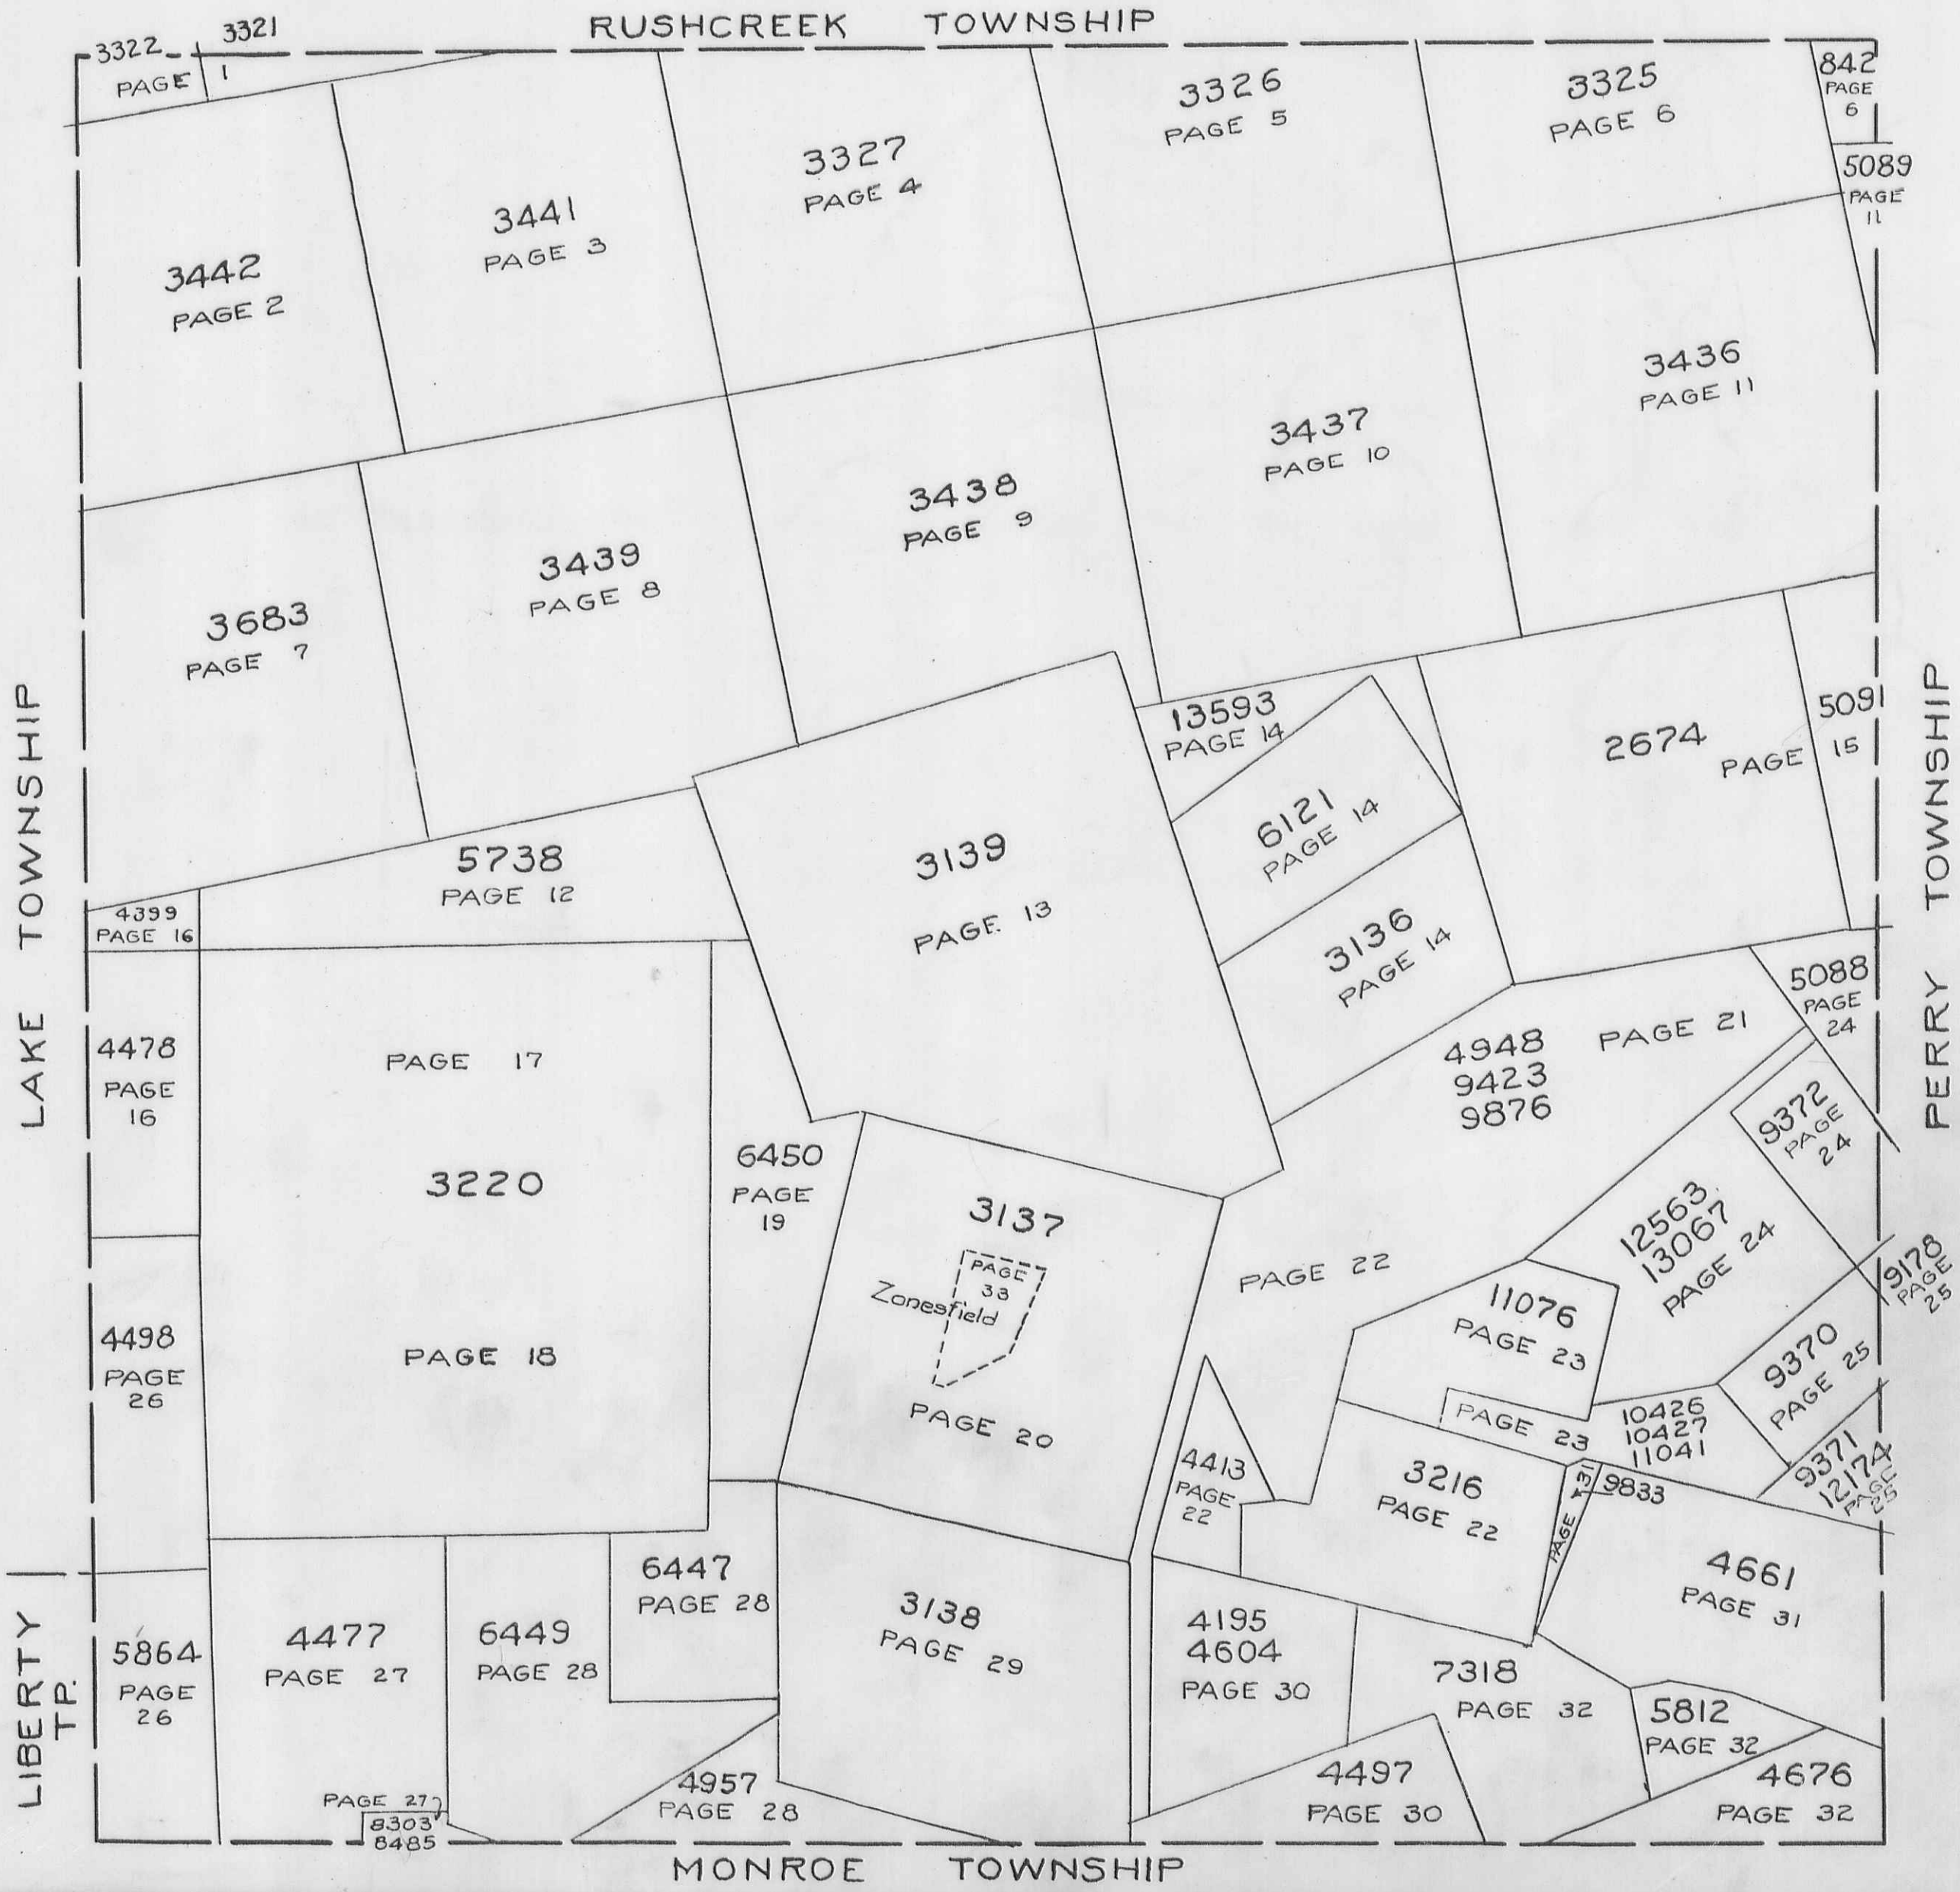 RUSHCREEK TOWNSHIP
3322
3321
PAGE 1
3442
PAGE 2
3441
PAGE 3
3327
PAGE 4
3326
PAGE 5
3325
PAGE 6
842
PAGE
6
5089
PAGE
11
3683
PAGE 7
3439
PAGE 8
3438
PAGE 9
3437
PAGE 10
3436
PAGE 11
LAKE TOWNSHIP
PERRY TOWNSHIP
5738
PAGE 12
3139
PAGE 13
13593
PAGE 14
6121
PAGE 14
3136
PAGE 14
2674
5091
PAGE 15
4399
PAGE 16
4478
PAGE
16
PAGE 17
3220
PAGE 18
6450
PAGE
19
3137
PAGE
33
Zonesfield
PAGE 20
4948
9423
9876
PAGE 21
PAGE 22
5088
PAGE
24
9372
PAGE
24
12563
13067
PAGE 24
9178
PAGE
25
11076
PAGE 23
PAGE 23
9370
PAGE 25
10426
10427
11041
9371
12174
PAGE
25
4498
PAGE
26
4413
PAGE
22
3216
PAGE 22
PAGE 31
9833
4661
PAGE 31
LIBERTY
TP.
5864
PAGE
26
4477
PAGE 27
6449
PAGE 28
6447
PAGE 28
3138
PAGE 29
4195
4604
PAGE 30
7318
PAGE 32
5812
PAGE 32
PAGE 27
8303
8485
4957
PAGE 28
4497
PAGE 30
4676
PAGE 32
MONROE TOWNSHIP